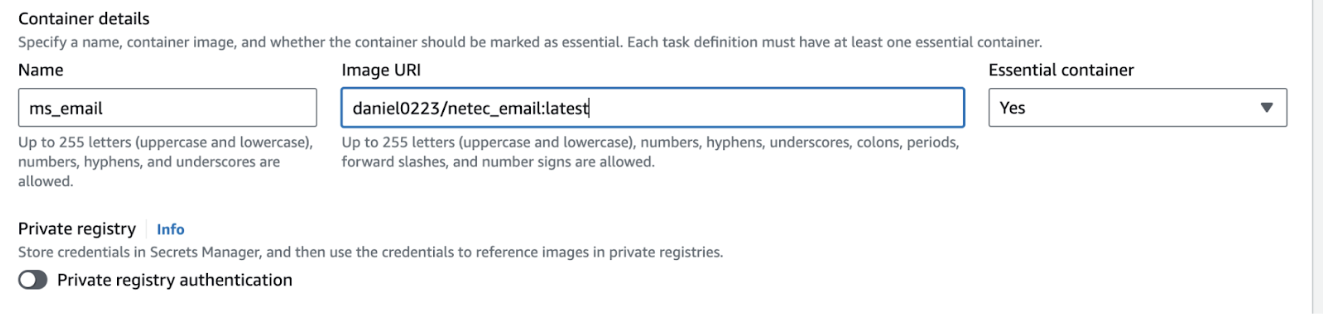 Container details
Specify a name, container image, and whether the container should be marked as essential. Each task definition must have at least one essential container.
Name
ms_email
Up to 255 letters (uppercase and lowercase),
numbers, hyphens, and underscores are
allowed.
Image URI
daniel0223/netec_email:latest
Up to 255 letters (uppercase and lowercase), numbers, hyphens, underscores, colons, periods,
forward slashes, and number signs are allowed.
Essential container
Yes
Private registry Info
Store credentials in Secrets Manager, and then use the credentials to reference images in private registries.
Private registry authentication